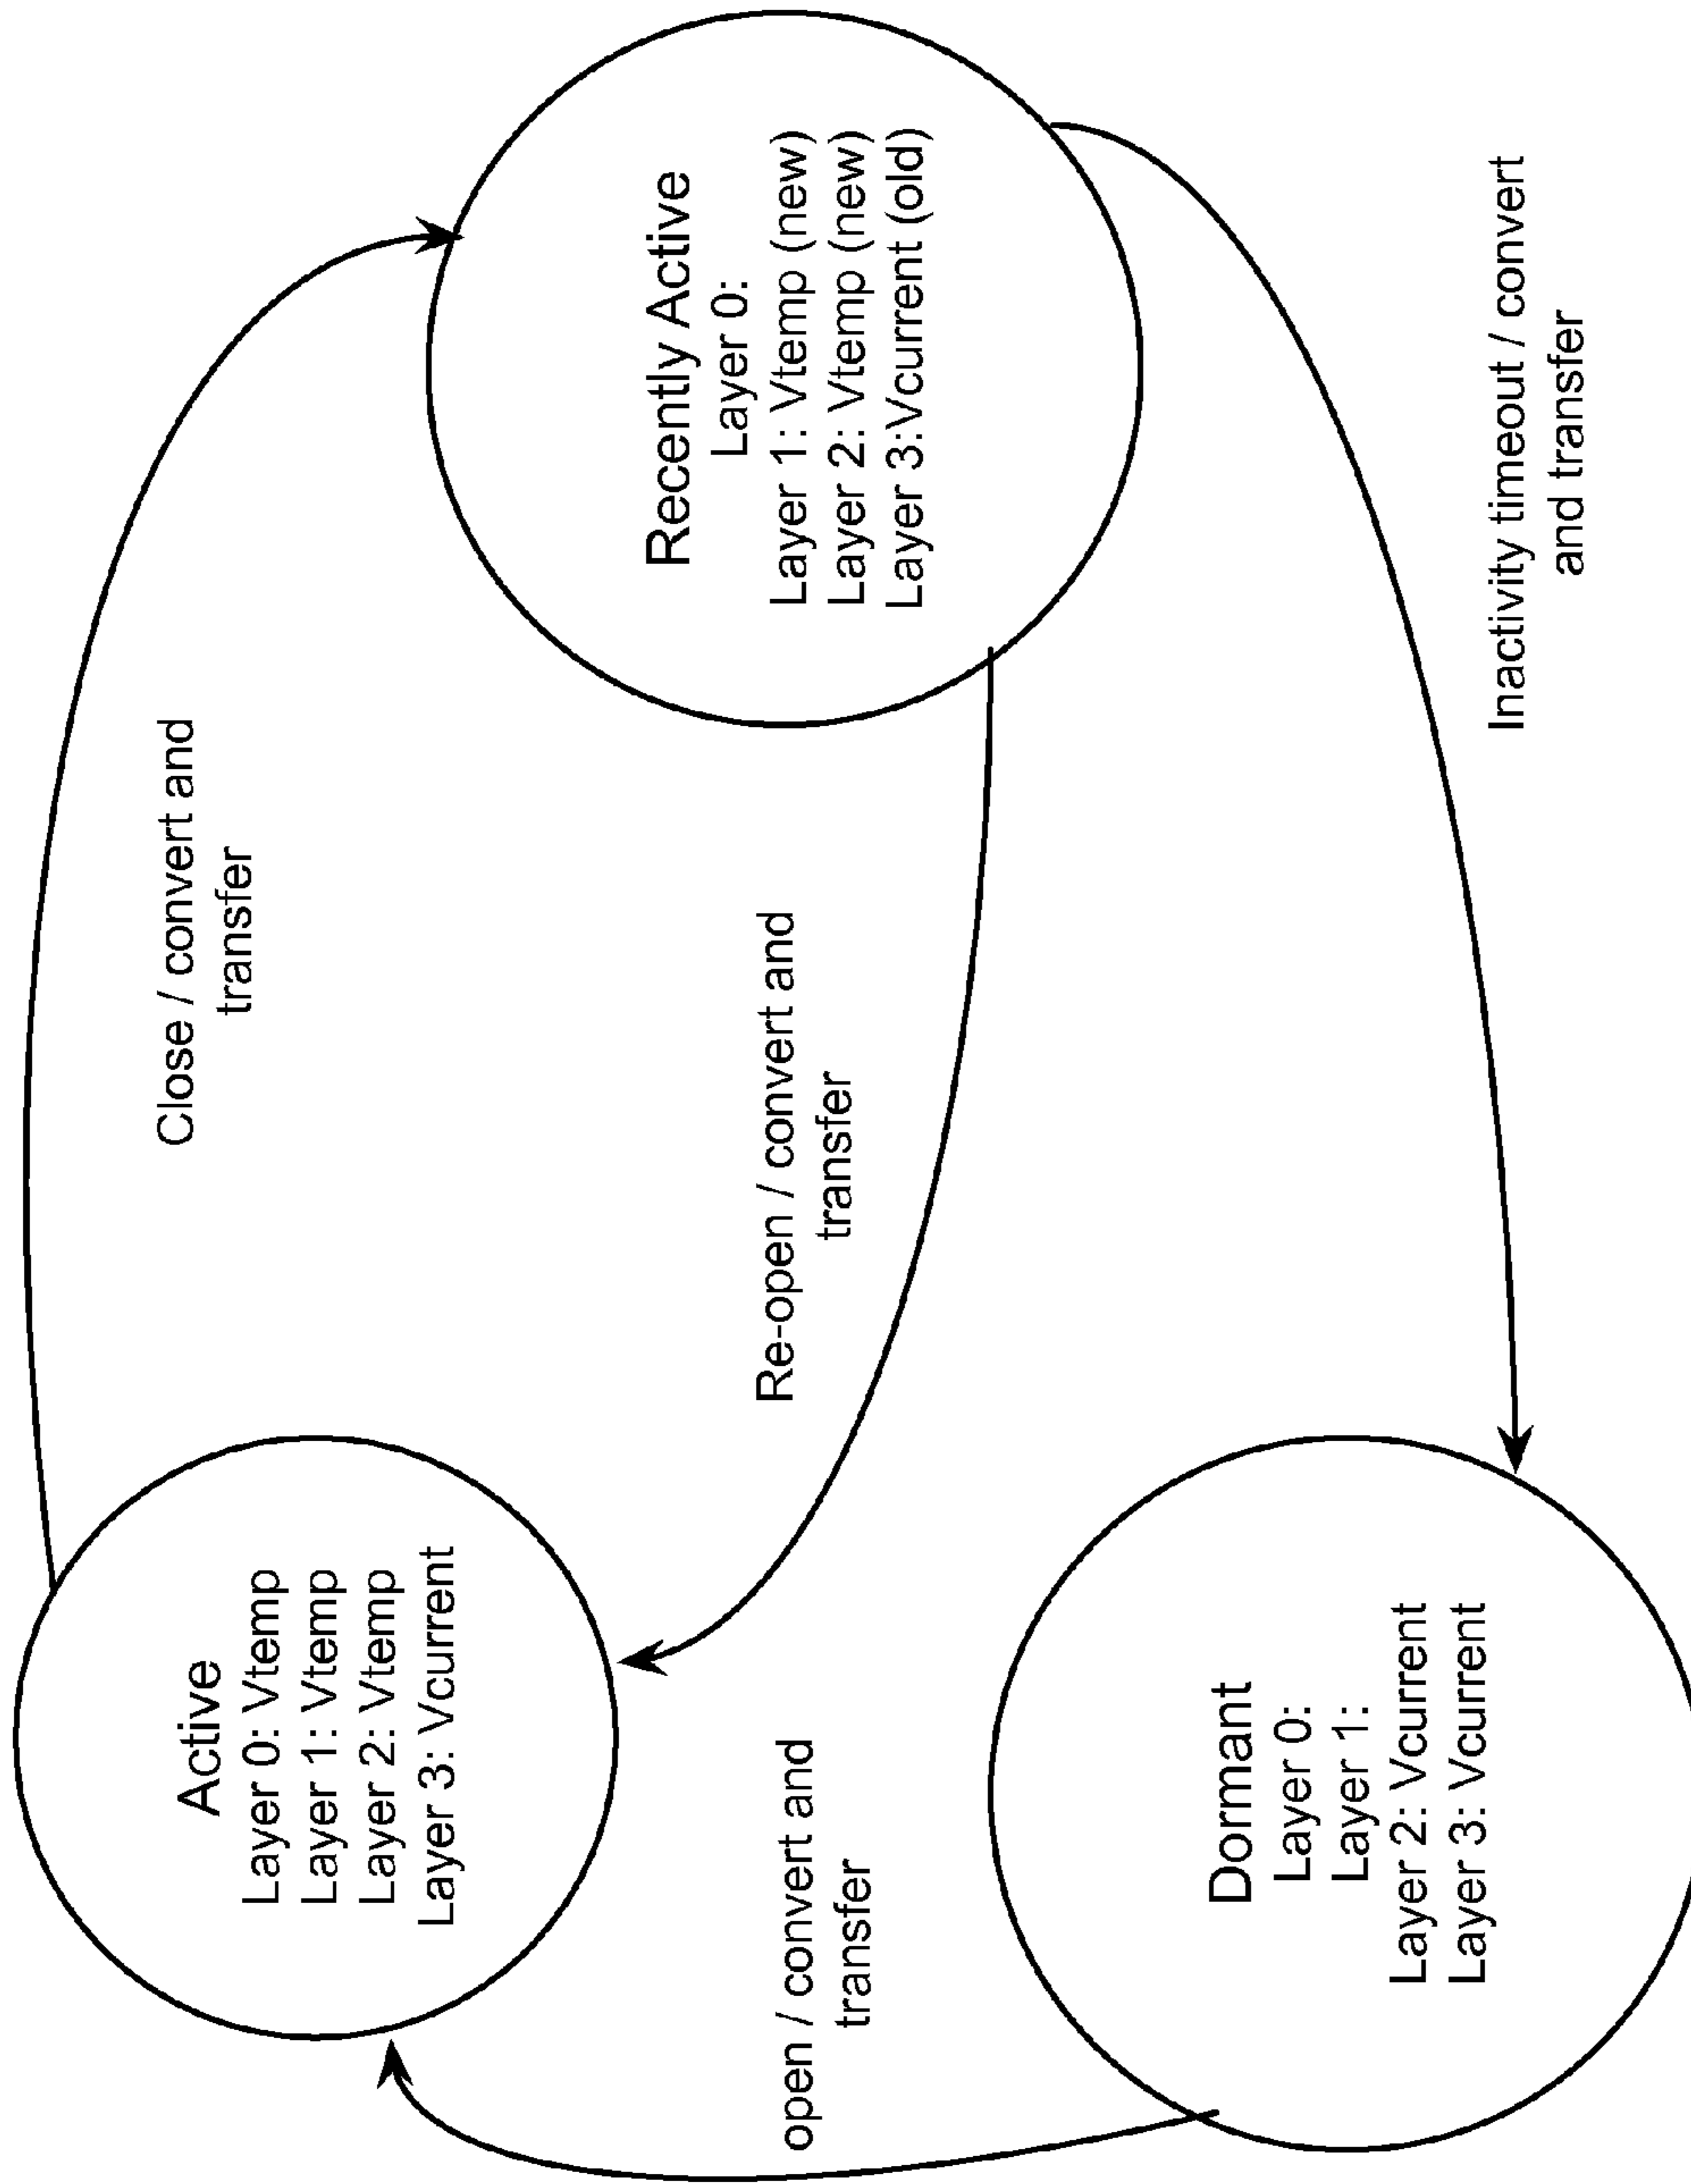 Active
Layer 0: Vtemp
Layer 1: Vtemp
Layer 2: Vtemp
Layer 3: Vcurrent
Close / convert and
transfer
Recently Active
Layer 0:
Layer 1: Vtemp (new)
Layer 2: Vtemp (new)
Layer 3:Vcurrent (old)
Re-open / convert and
transfer
open / convert and
transfer
Dormant
Layer 0:
Layer 1:
Layer 2: Vcurrent
Layer 3: Vcurrent
Inactivity timeout / convert
and transfer